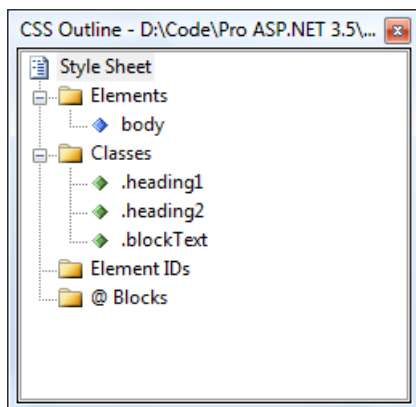 CSS Outline - D:\Code\Pro ASP.NET 3.5\...
Style Sheet
Elements
body
Classes
.heading1
.heading2
.blockText
Element IDs
@ Blocks